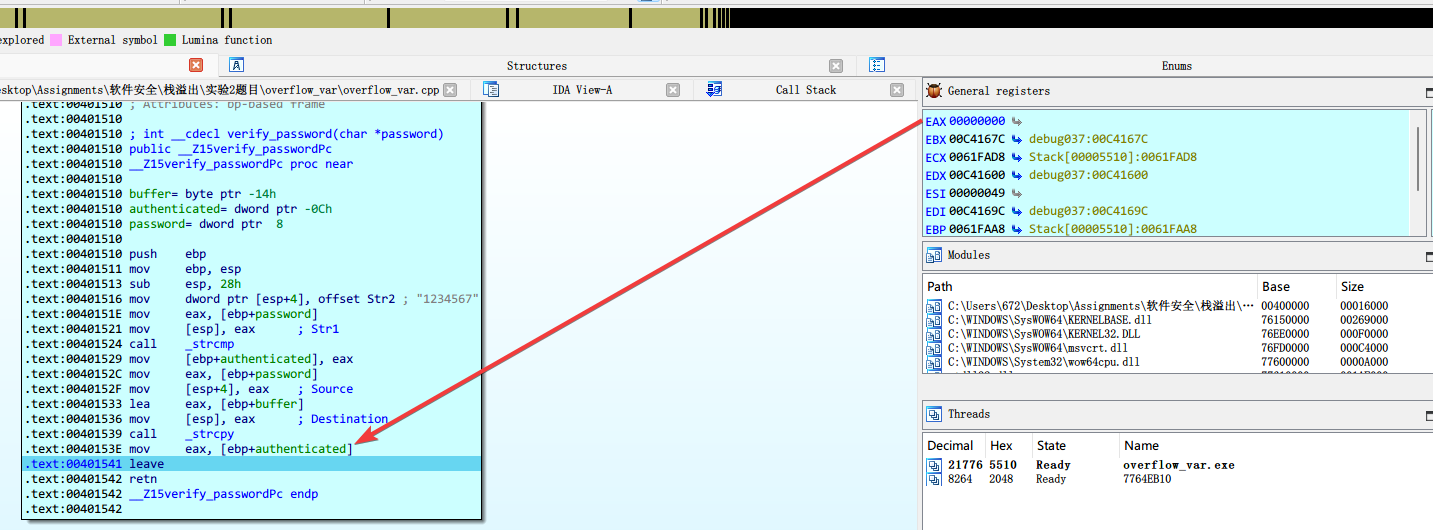 explored External symbol Lumina function
Structures Enums
esktop\Assignments\软件安全\栈溢出\实验2题目\overflow_var\overflow_var.cpp IDA View-A Call Stack
.text:00401510 ; Attributes: bp-based frame
.text:00401510
.text:00401510 ; int __cdecl verify_password(char *password)
.text:00401510 public __Z15verify_passwordPc
.text:00401510 __Z15verify_passwordPc proc near
.text:00401510
.text:00401510 buffer= byte ptr -14h
.text:00401510 authenticated= dword ptr -0Ch
.text:00401510 password= dword ptr  8
.text:00401510
.text:00401510 push    ebp
.text:00401511 mov     ebp, esp
.text:00401513 sub     esp, 28h
.text:00401516 mov     dword ptr [esp+4], offset Str2 ; "1234567"
.text:0040151E mov     eax, [ebp+password]
.text:00401521 mov     [esp], eax      ; Str1
.text:00401524 call    _strcmp
.text:00401529 mov     [ebp+authenticated], eax
.text:0040152C mov     eax, [ebp+password]
.text:0040152F mov     [esp+4], eax    ; Source
.text:00401533 lea     eax, [ebp+buffer]
.text:00401536 mov     [esp], eax      ; Destination
.text:00401539 call    _strcpy
.text:0040153E mov     eax, [ebp+authenticated]
.text:00401541 leave
.text:00401542 retn
.text:00401542 __Z15verify_passwordPc endp
.text:00401542
General registers
EAX 00000000
EBX 00C4167C debug037:00C4167C
ECX 0061FAD8 Stack[00005510]:0061FAD8
EDX 00C41600 debug037:00C41600
ESI 00000049
EDI 00C4169C debug037:00C4169C
EBP 0061FAA8 Stack[00005510]:0061FAA8
Modules
Path Base Size
C:\Users\672\Desktop\Assignments\软件安全\栈溢出\… 00400000 00016000
C:\WINDOWS\SysWOW64\KERNELBASE.dll 76150000 00269000
C:\WINDOWS\SysWOW64\KERNEL32.DLL 76EE0000 000F0000
C:\WINDOWS\SysWOW64\msvcrt.dll 76FD0000 000C4000
C:\WINDOWS\System32\wow64cpu.dll 77600000 0000A000
Threads
Decimal Hex State Name
21776 5510 Ready overflow_var.exe
8264 2048 Ready 7764EB10